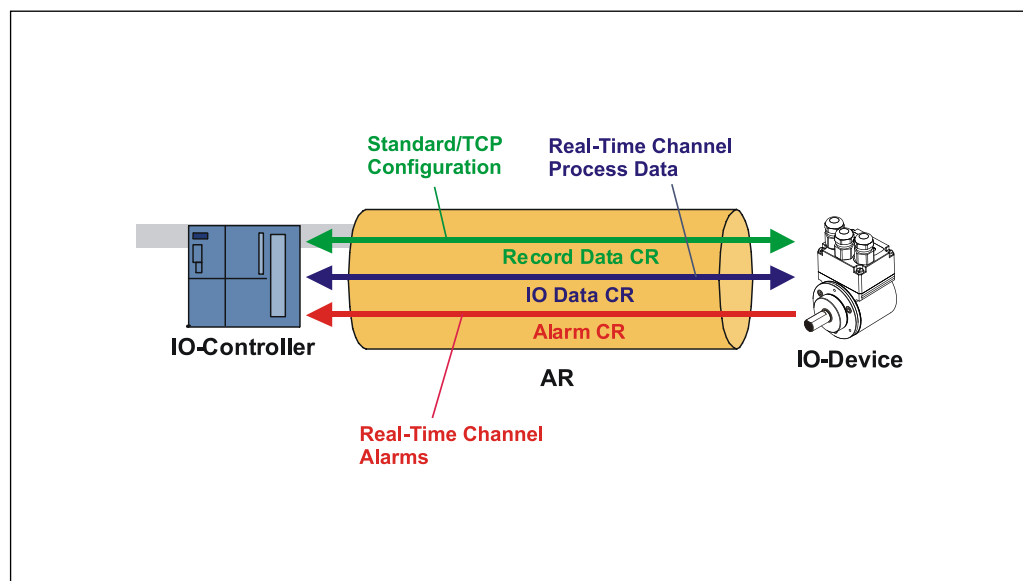 Standard/TCP
Configuration
Real-Time Channel
Process Data
Record Data CR
IO Data CR
Alarm CR
IO-Controller
IO-Device
AR
Real-Time Channel
Alarms